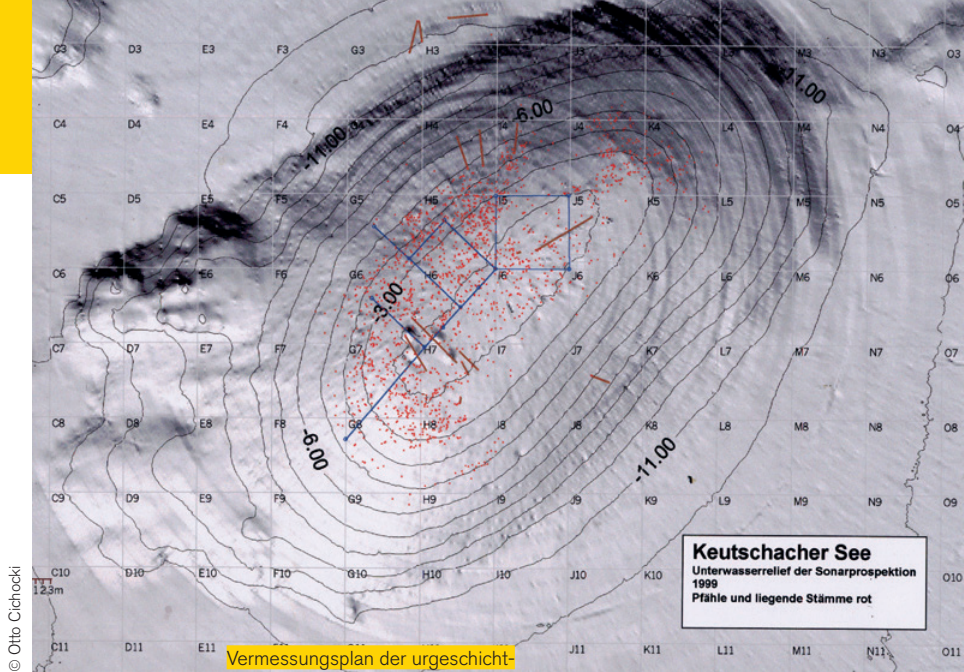 C3 D3 E3 F3 G3 H3 J3 M3 N3 O3
-11.00
-6.00
C4 D4 E4 F4 H4 I4 J4 K4 L4 M4 N4 O4
-11.00
C5 D5 E5 F5 G5 H5 I5 J5 K5 L5 M5 N5 O5
C6 E6 F6 G6 H6 I6 J6 K6 L6 M6 N6 O6
-3.00
C7 D7 E7 F7 G7 H7 I7 J7 K7 L7 M7 N7 O7
C8 D8 E8 F8 G8 H8 I8 J8 K8 L8 M8 N8 O8
-6.00
-11.00
C9 D9 E9 F9 G9 H9 I9 J9 K9 L9 M9 N9 O9
Keutschacher See
Unterwasserrelief der Sonarprospektion
1999
Pfähle und liegende Stämme rot
C10 D10 E10 F10 G10 H10 I10 J10 K10 O10
123m
C11 D11 E11 J11 K11 L11 M11 N11 O11
© Otto Cichocki
Vermessungsplan der urgeschicht-